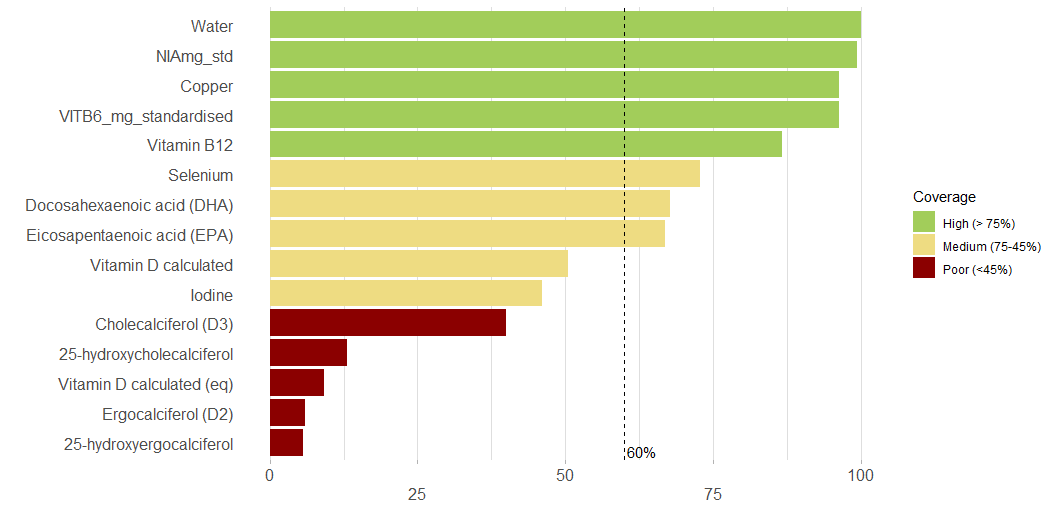 Water
NIAmg_std
Copper
VITB6_mg_standardised
Vitamin B12
Selenium
Docosahexaenoic acid (DHA)
Eicosapentaenoic acid (EPA)
Vitamin D calculated
Iodine
Cholecalciferol (D3)
25-hydroxycholecalciferol
Vitamin D calculated (eq)
Ergocalciferol (D2)
25-hydroxyergocalciferol
60%
0
25
50
75
100
Coverage
High (> 75%)
Medium (75-45%)
Poor (<45%)